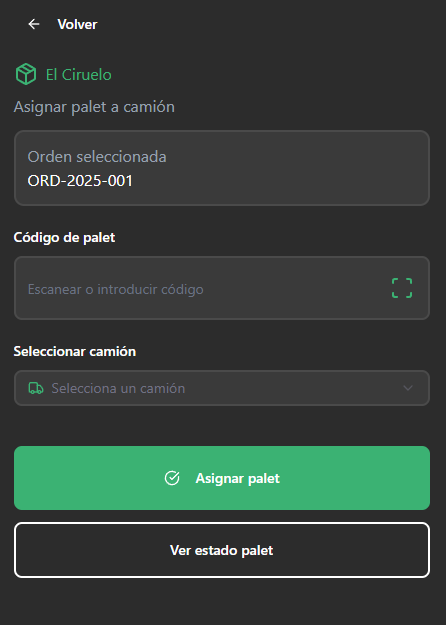 Volver
El Ciruelo
Asignar palet a camión
Orden seleccionada
ORD-2025-001
Código de palet
Escanear o introducir código
Seleccionar camión
Selecciona un camión
Asignar palet
Ver estado palet